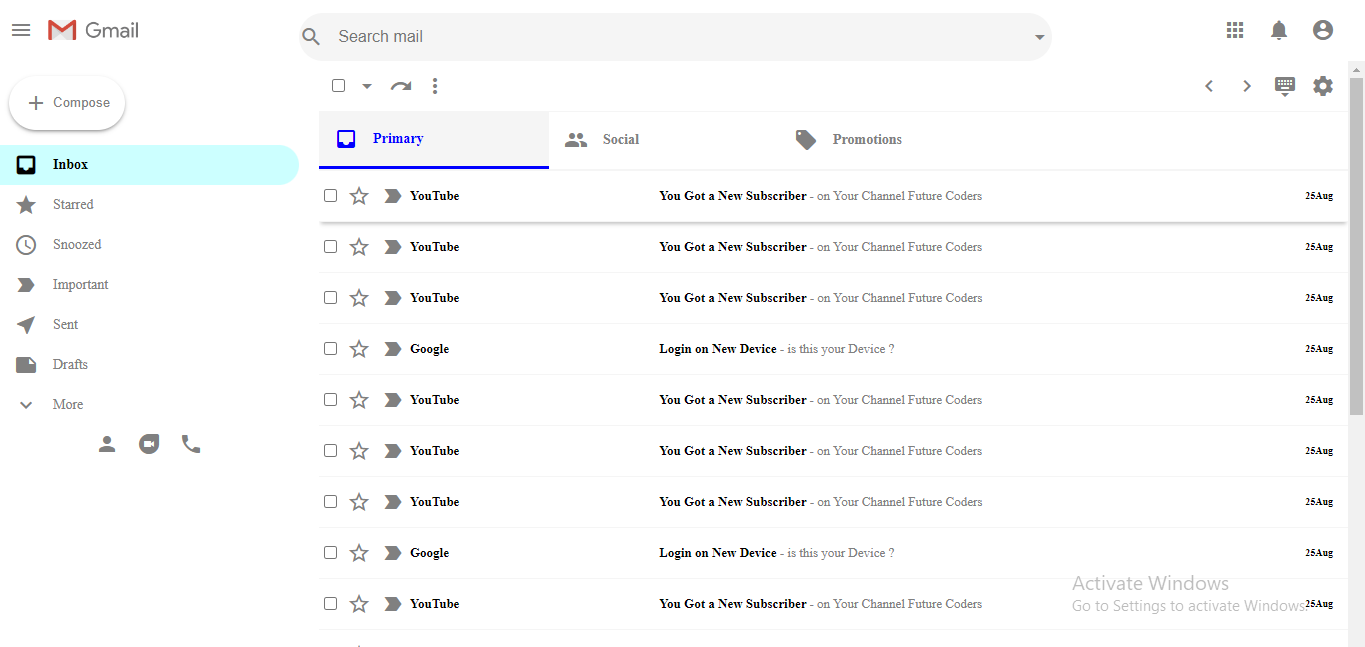 Gmail
Search mail
Compose
Primary
Social
Promotions
Inbox
Starred
Snoozed
Important
Sent
Drafts
More
YouTube You Got a New Subscriber - on Your Channel Future Coders 25Aug
YouTube You Got a New Subscriber - on Your Channel Future Coders 25Aug
YouTube You Got a New Subscriber - on Your Channel Future Coders 25Aug
Google Login on New Device - is this your Device ? 25Aug
YouTube You Got a New Subscriber - on Your Channel Future Coders 25Aug
YouTube You Got a New Subscriber - on Your Channel Future Coders 25Aug
YouTube You Got a New Subscriber - on Your Channel Future Coders 25Aug
Google Login on New Device - is this your Device ? 25Aug
YouTube You Got a New Subscriber - on Your Channel Future Coders 25Aug
Activate Windows
Go to Settings to activate Windows.